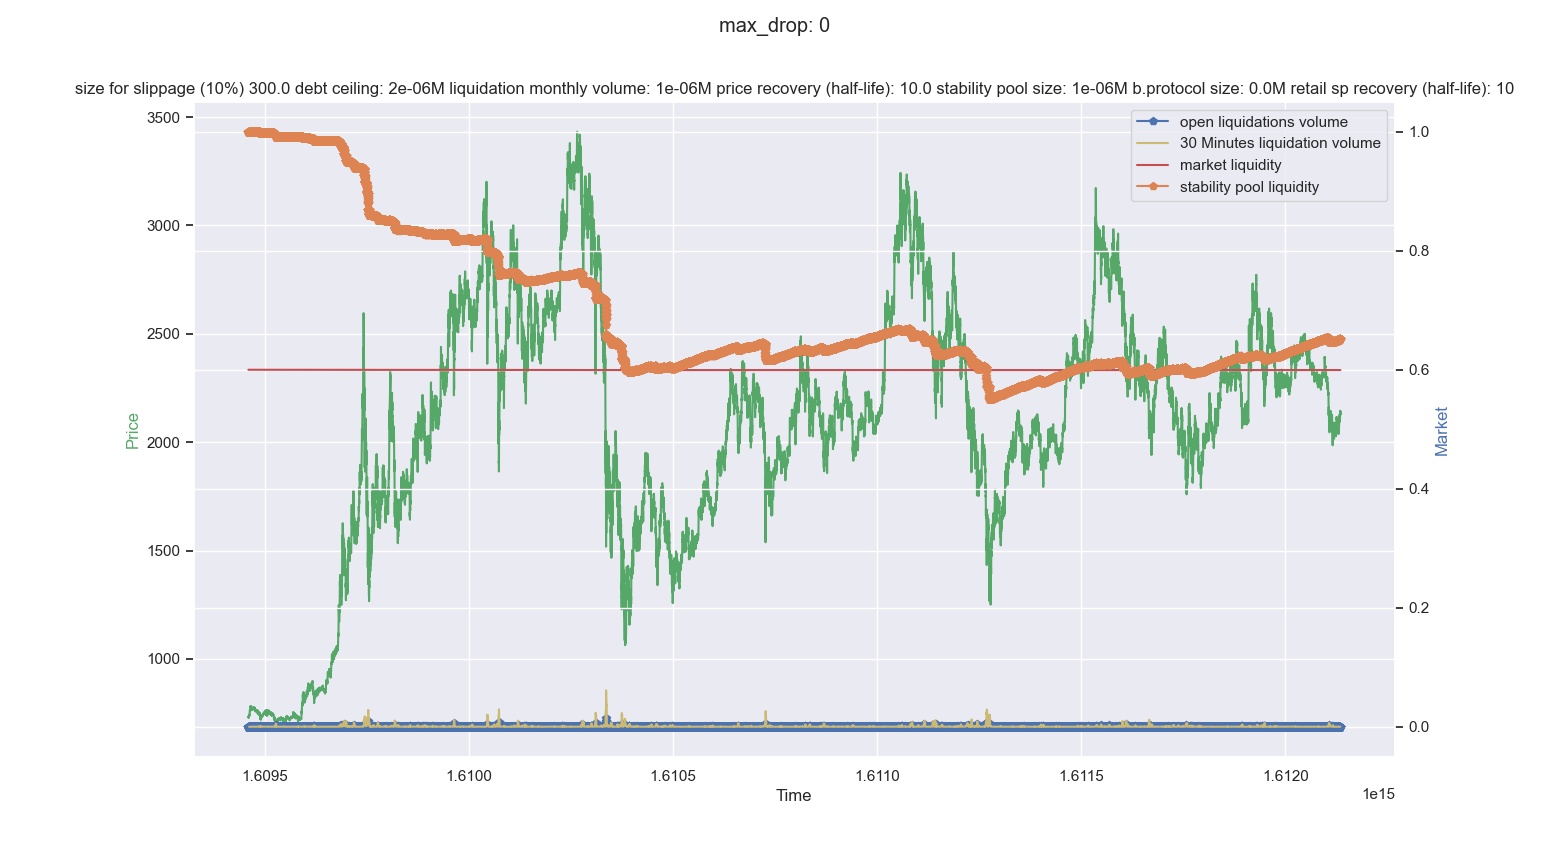 max_drop: 0
size for slippage (10%) 300.0 debt ceiling: 2e-06M liquidation monthly volume: 1e-06M price recovery (half-life): 10.0 stability pool size: 1e-06M b.protocol size: 0.0M retail sp recovery (half-life): 10
open liquidations volume
30 Minutes liquidation volume
market liquidity
stability pool liquidity
3500
3000
2500
2000
1500
1000
Price
1.0
0.8
0.6
0.4
0.2
0.0
Market
1.6095 1.6100 1.6105 1.6110 1.6115 1.6120
Time
1e15